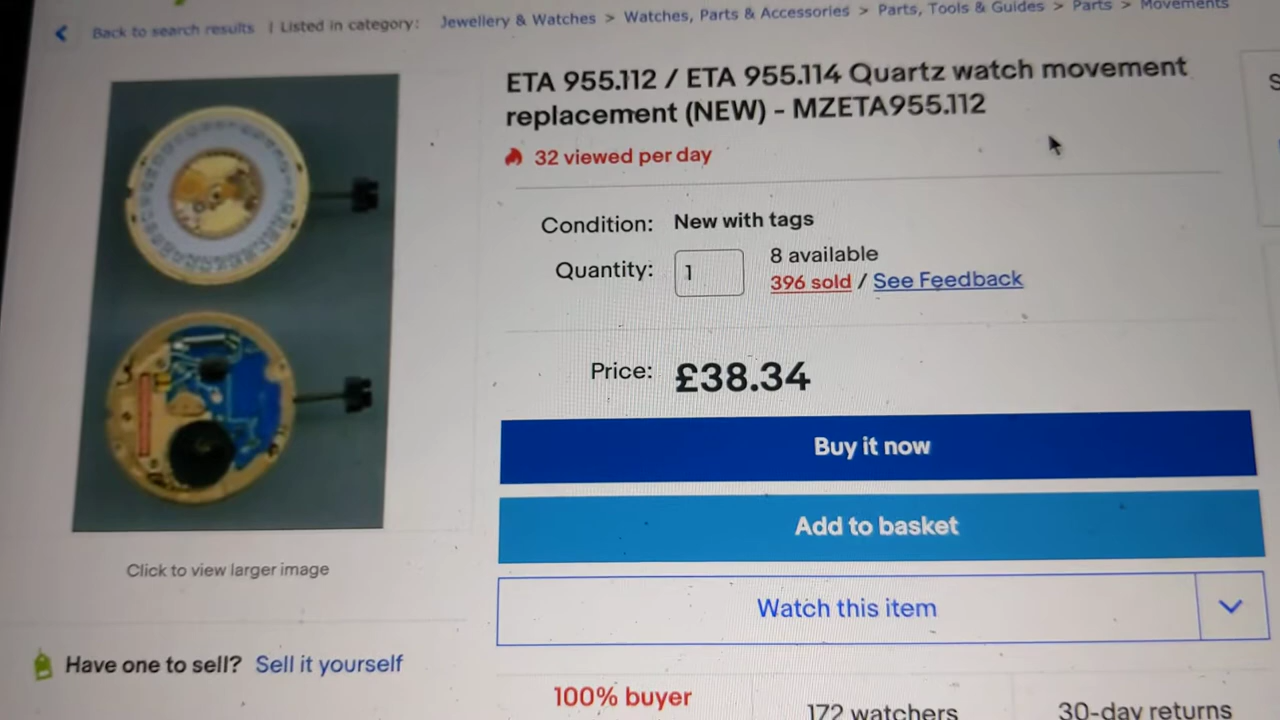 Back to search results | Listed in category: Jewellery & Watches > Watches, Parts & Accessories > Parts, Tools & Guides > Parts > Movements
ETA 955.112 / ETA 955.114 Quartz watch movement
replacement (NEW) - MZETA955.112
32 viewed per day
Condition: New with tags
Quantity: 1 8 available
396 sold / See Feedback
Price: £38.34
Buy it now
Add to basket
Watch this item
Click to view larger image
Have one to sell? Sell it yourself
100% buyer
172 watchers
30-day returns